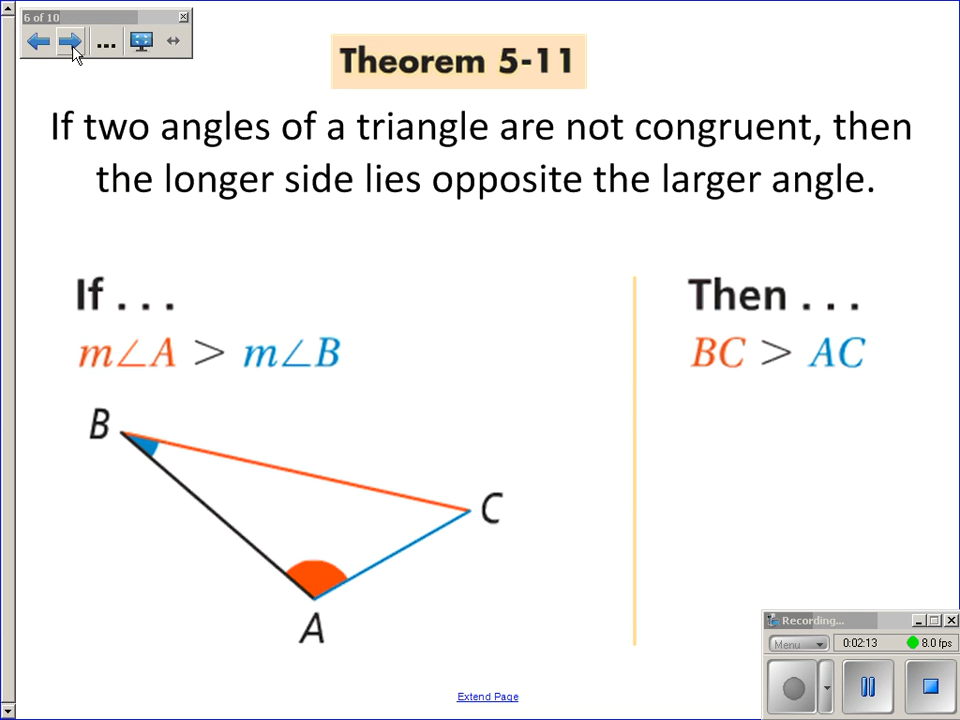 6 of 10
Theorem 5-11
If two angles of a triangle are not congruent, then
the longer side lies opposite the larger angle.
If . . .
m∠A > m∠B
Then . . .
BC > AC
B
C
A
Recording...
Menu
0:02:13
8.0 fps
Extend Page